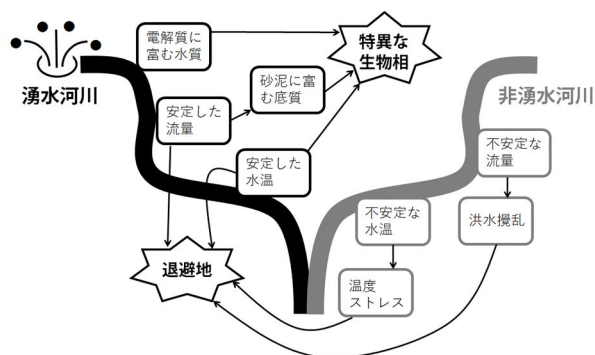 電解質に
富む水質
特異な
生物相
湧水河川
砂泥に富
む底質
非湧水河川
安定した
流量
不安定な
流量
安定した
水温
不安定な
水温
洪水攪乱
退避地
温度
ストレス